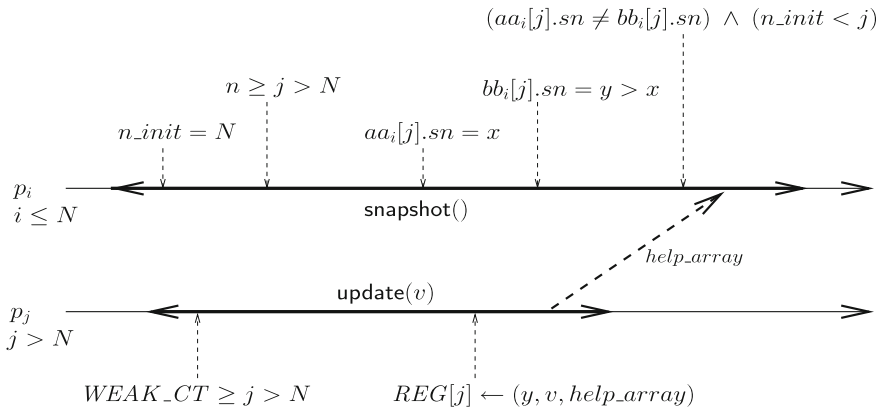 (aa_i[j].sn ≠ bb_i[j].sn) ∧ (n_init < j)
n ≥ j > N
bb_i[j].sn = y > x
n_init = N
aa_i[j].sn = x
p_i
i ≤ N
snapshot()
help_array
update(v)
p_j
j > N
WEAK_CT ≥ j > N
REG[j] ← (y, v, help_array)